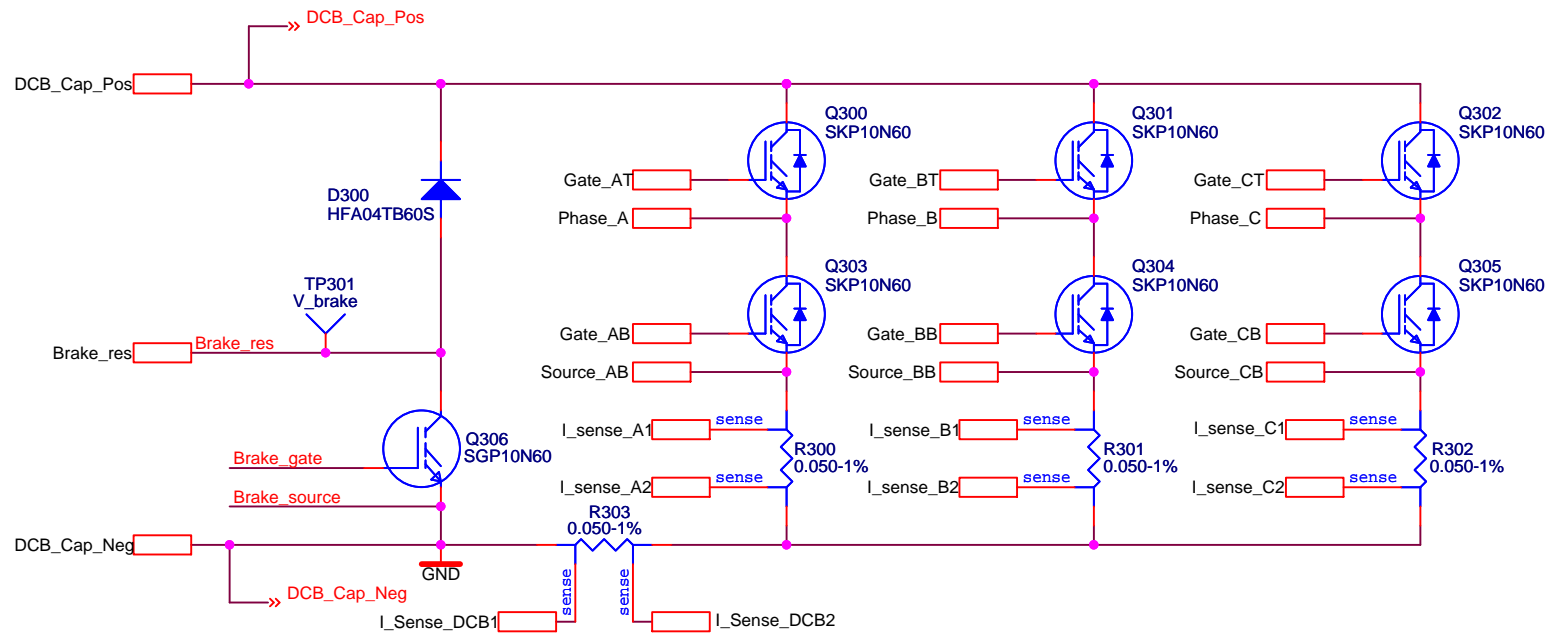 DCB_Cap_Pos
DCB_Cap_Pos
Q300
SKP10N60
Q301
SKP10N60
Q302
SKP10N60
Gate_AT
Gate_BT
Gate_CT
D300
HFA04TB60S
Phase_A
Phase_B
Phase_C
Q303
SKP10N60
Q304
SKP10N60
Q305
SKP10N60
TP301
V_brake
Brake_res
Brake_res
Gate_AB
Gate_BB
Gate_CB
Source_AB
Source_BB
Source_CB
I_sense_A1
sense
I_sense_B1
sense
I_sense_C1
sense
Q306
SGP10N60
R300
0.050-1%
R301
0.050-1%
R302
0.050-1%
Brake_gate
I_sense_A2
sense
I_sense_B2
sense
I_sense_C2
sense
Brake_source
R303
0.050-1%
DCB_Cap_Neg
GND
sense
sense
DCB_Cap_Neg
I_Sense_DCB1
I_Sense_DCB2